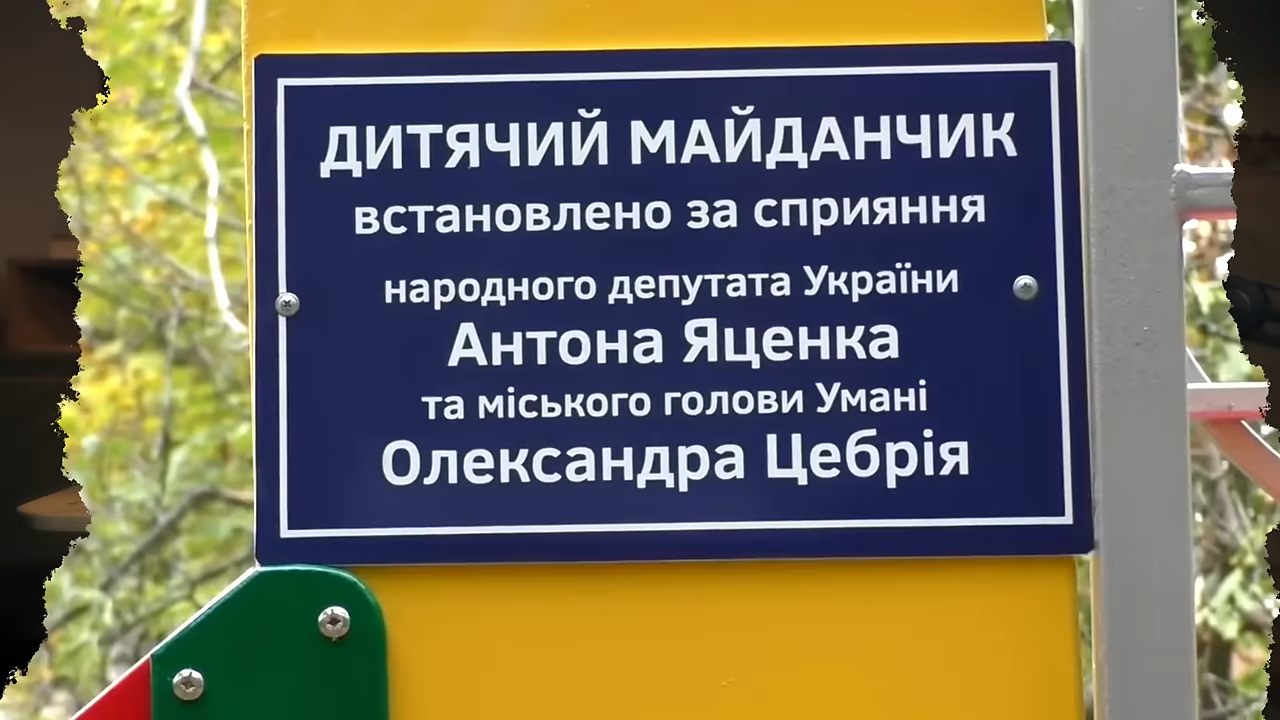 ДИТЯЧИЙ МАЙДАНЧИК
встановлено за сприяння
народного депутата України
Антона Яценка
та міського голови Умані
Олександра Цебрія